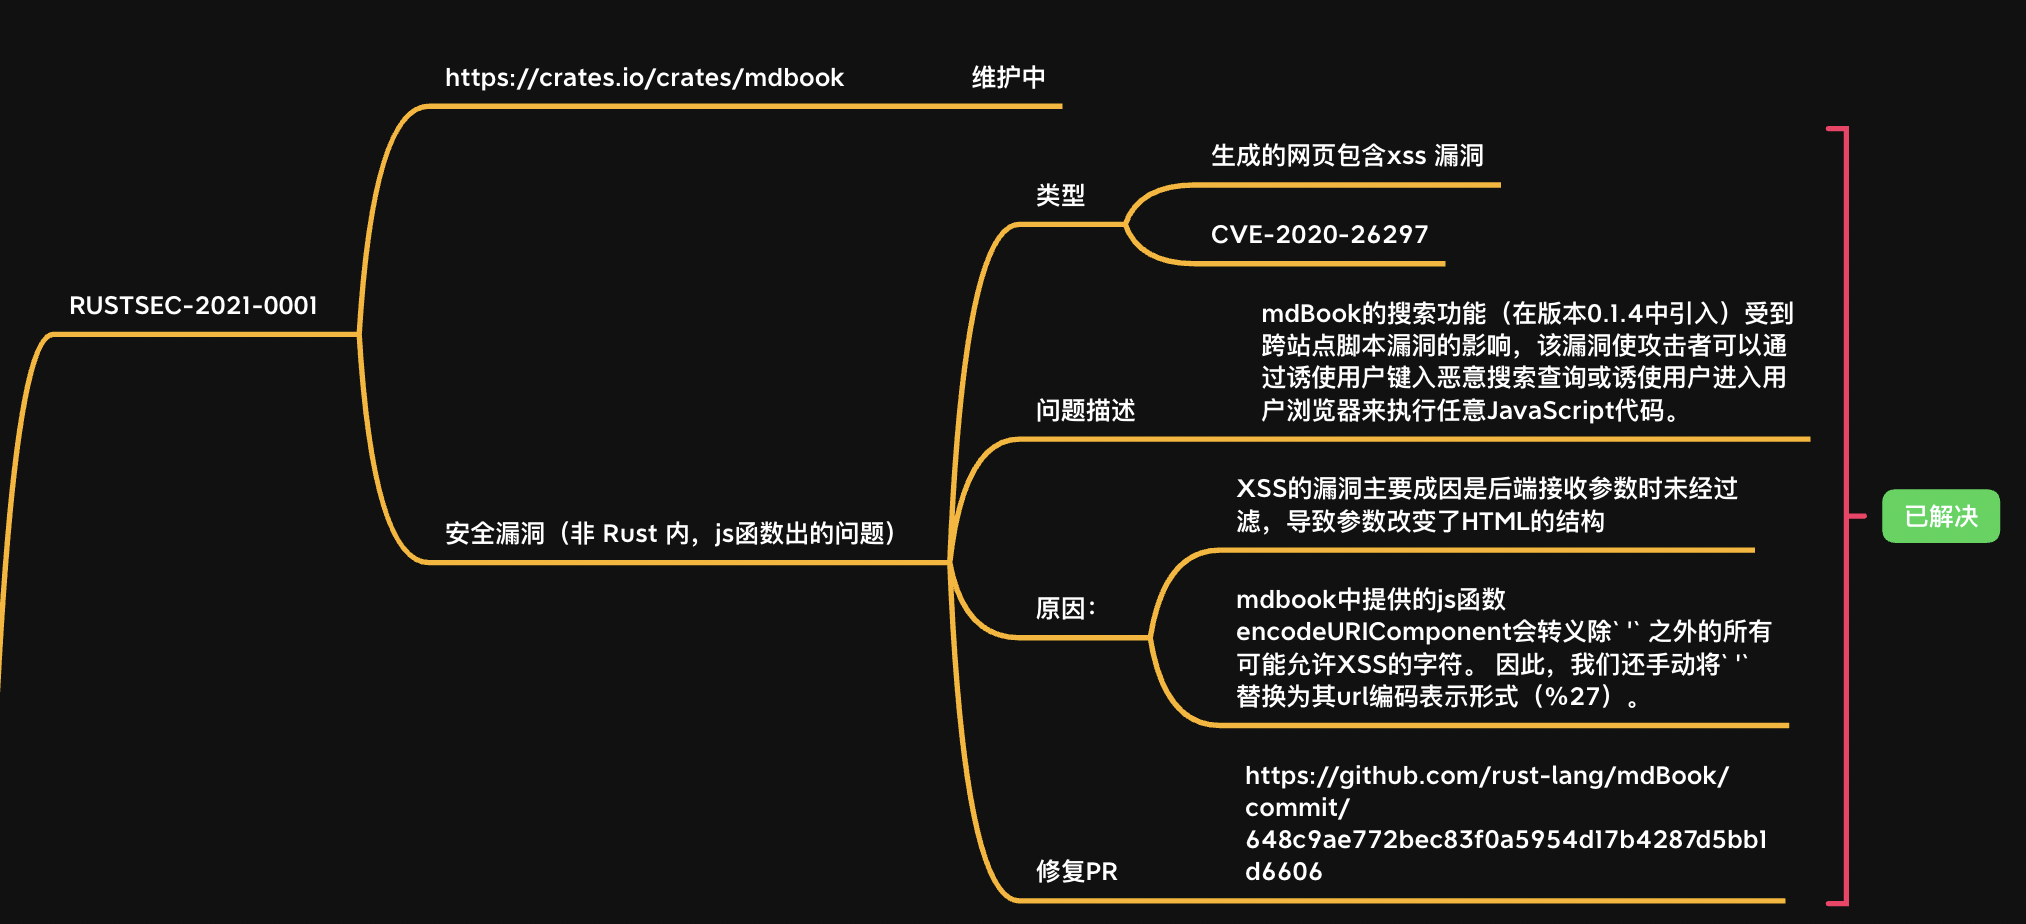 https://crates.io/crates/mdbook 维护中
生成的网页包含xss 漏洞
类型
CVE-2020-26297
RUSTSEC-2021-0001
mdBook的搜索功能（在版本0.1.4中引入）受到
跨站点脚本漏洞的影响，该漏洞使攻击者可以通
过诱使用户键入恶意搜索查询或诱使用户进入用
户浏览器来执行任意JavaScript代码。
问题描述
XSS的漏洞主要成因是后端接收参数时未经过
滤，导致参数改变了HTML的结构
安全漏洞（非 Rust 内，js函数出的问题）
已解决
原因：
mdbook中提供的js函数
encodeURIComponent会转义除` '` 之外的所有
可能允许XSS的字符。 因此，我们还手动将` '`
替换为其url编码表示形式（%27）。
https://github.com/rust-lang/mdBook/
commit/
648c9ae772bec83f0a5954d17b4287d5bb1
d6606
修复PR